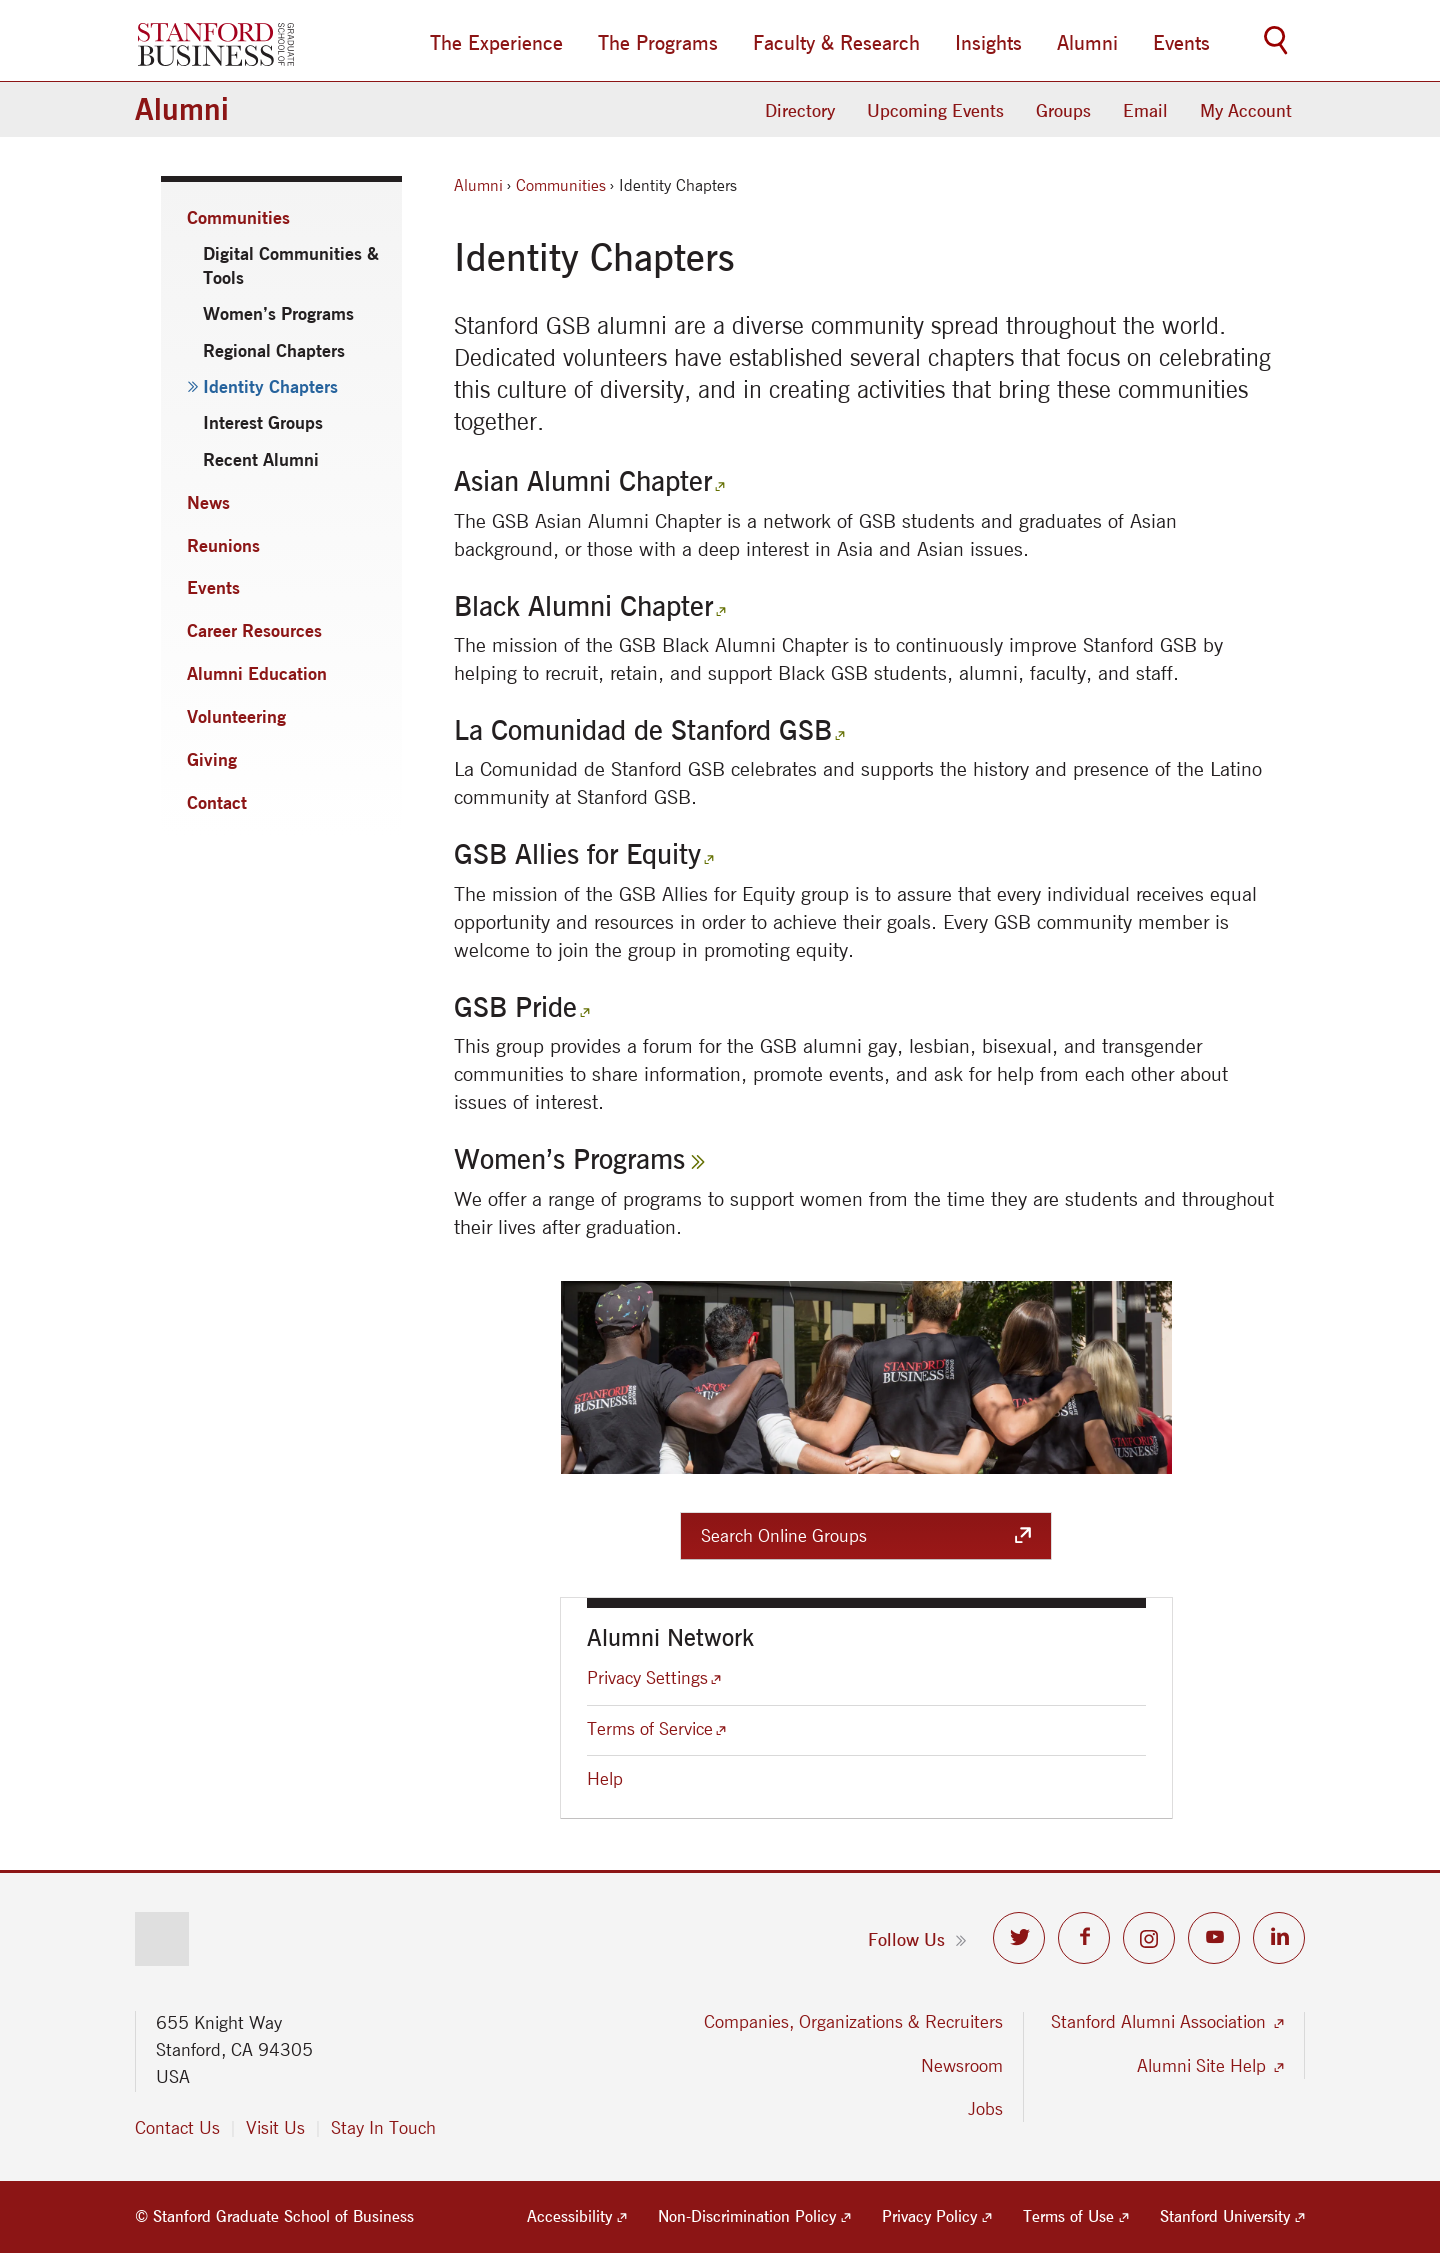 STANFORD
BUSINESS
GRADUATE
SCHOOL OF
The Experience
The Programs
Faculty & Research
Insights
Alumni
Events
Alumni
Directory
Upcoming Events
Groups
Email
My Account
Communities
Digital Communities &
Tools
Women’s Programs
Regional Chapters
Identity Chapters
Interest Groups
Recent Alumni
News
Reunions
Events
Career Resources
Alumni Education
Volunteering
Giving
Contact
Alumni › Communities › Identity Chapters
Identity Chapters
Stanford GSB alumni are a diverse community spread throughout the world.
Dedicated volunteers have established several chapters that focus on celebrating
this culture of diversity, and in creating activities that bring these communities
together.
Asian Alumni Chapter
The GSB Asian Alumni Chapter is a network of GSB students and graduates of Asian
background, or those with a deep interest in Asia and Asian issues.
Black Alumni Chapter
The mission of the GSB Black Alumni Chapter is to continuously improve Stanford GSB by
helping to recruit, retain, and support Black GSB students, alumni, faculty, and staff.
La Comunidad de Stanford GSB
La Comunidad de Stanford GSB celebrates and supports the history and presence of the Latino
community at Stanford GSB.
GSB Allies for Equity
The mission of the GSB Allies for Equity group is to assure that every individual receives equal
opportunity and resources in order to achieve their goals. Every GSB community member is
welcome to join the group in promoting equity.
GSB Pride
This group provides a forum for the GSB alumni gay, lesbian, bisexual, and transgender
communities to share information, promote events, and ask for help from each other about
issues of interest.
Women’s Programs
We offer a range of programs to support women from the time they are students and throughout
their lives after graduation.
STANFORD
BUSINESS
STANFORD
BUSINESS
Search Online Groups
Alumni Network
Privacy Settings
Terms of Service
Help
Follow Us
655 Knight Way
Stanford, CA 94305
USA
Contact Us
Visit Us
Stay In Touch
Companies, Organizations & Recruiters
Newsroom
Jobs
Stanford Alumni Association
Alumni Site Help
© Stanford Graduate School of Business
Accessibility
Non-Discrimination Policy
Privacy Policy
Terms of Use
Stanford University